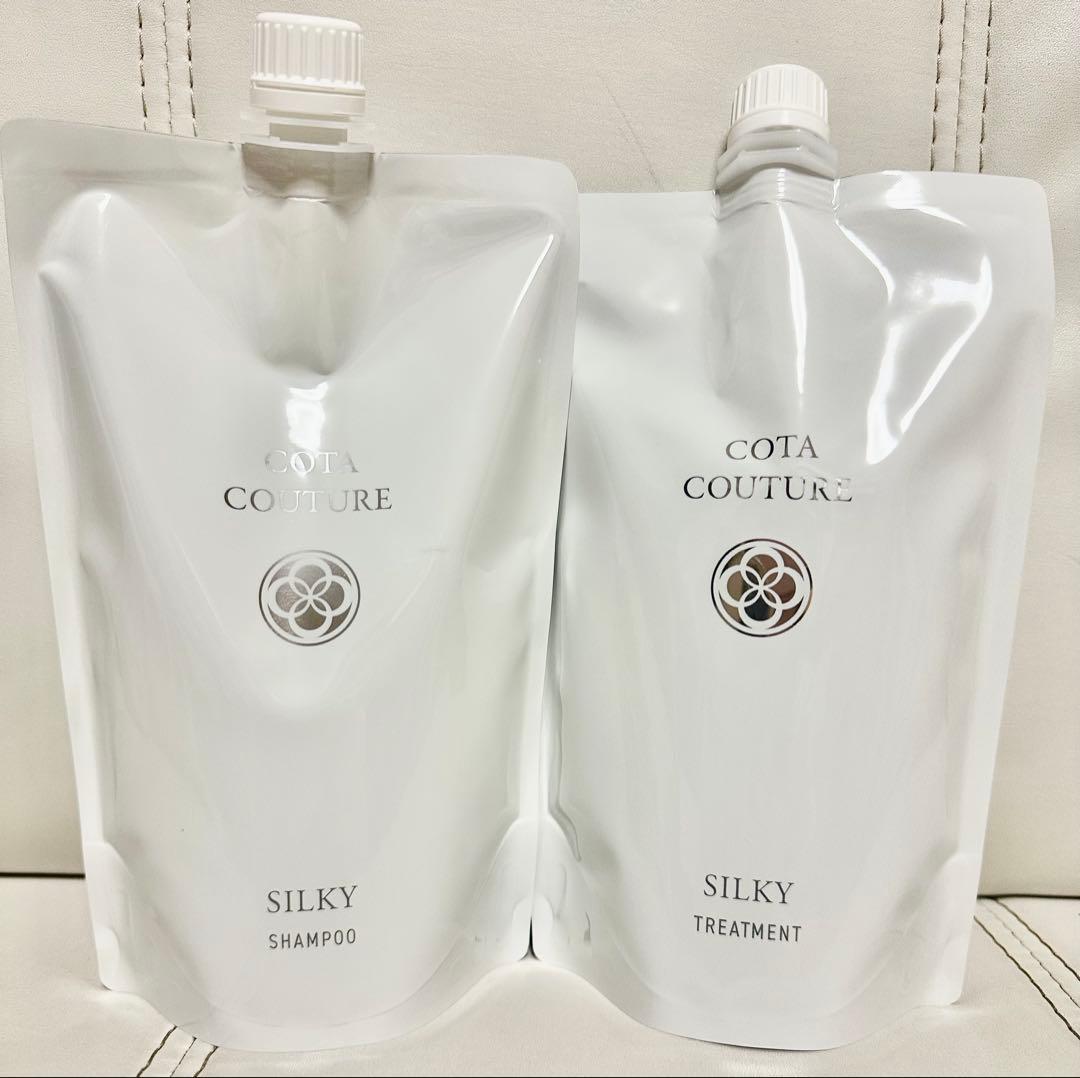 COTA
COUTURE
SILKY
SHAMPOO
COTA
COUTURE
SILKY
TREATMENT